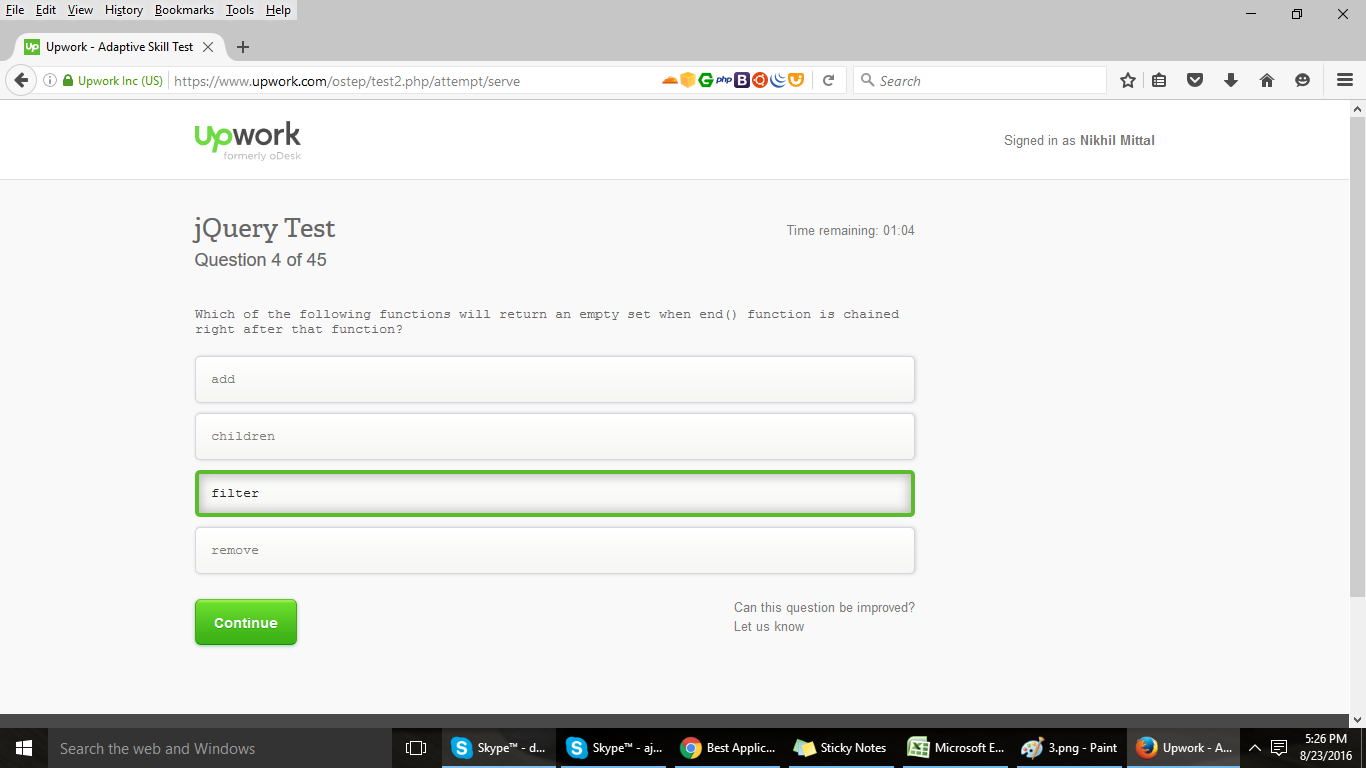 File Edit View History Bookmarks Tools Help
Up Upwork - Adaptive Skill Test
Upwork Inc (US) https://www.upwork.com/ostep/test2.php/attempt/serve php B Search
upwork
formerly oDesk
Signed in as Nikhil Mittal
jQuery Test
Time remaining: 01:04
Question 4 of 45
Which of the following functions will return an empty set when end() function is chained
right after that function?
add
children
filter
remove
Continue
Can this question be improved?
Let us know
Search the web and Windows
Skype™ - d...
Skype™ - aj...
Best Applic...
Sticky Notes
Microsoft E...
3.png - Paint
Upwork - A...
5:26 PM
8/23/2016